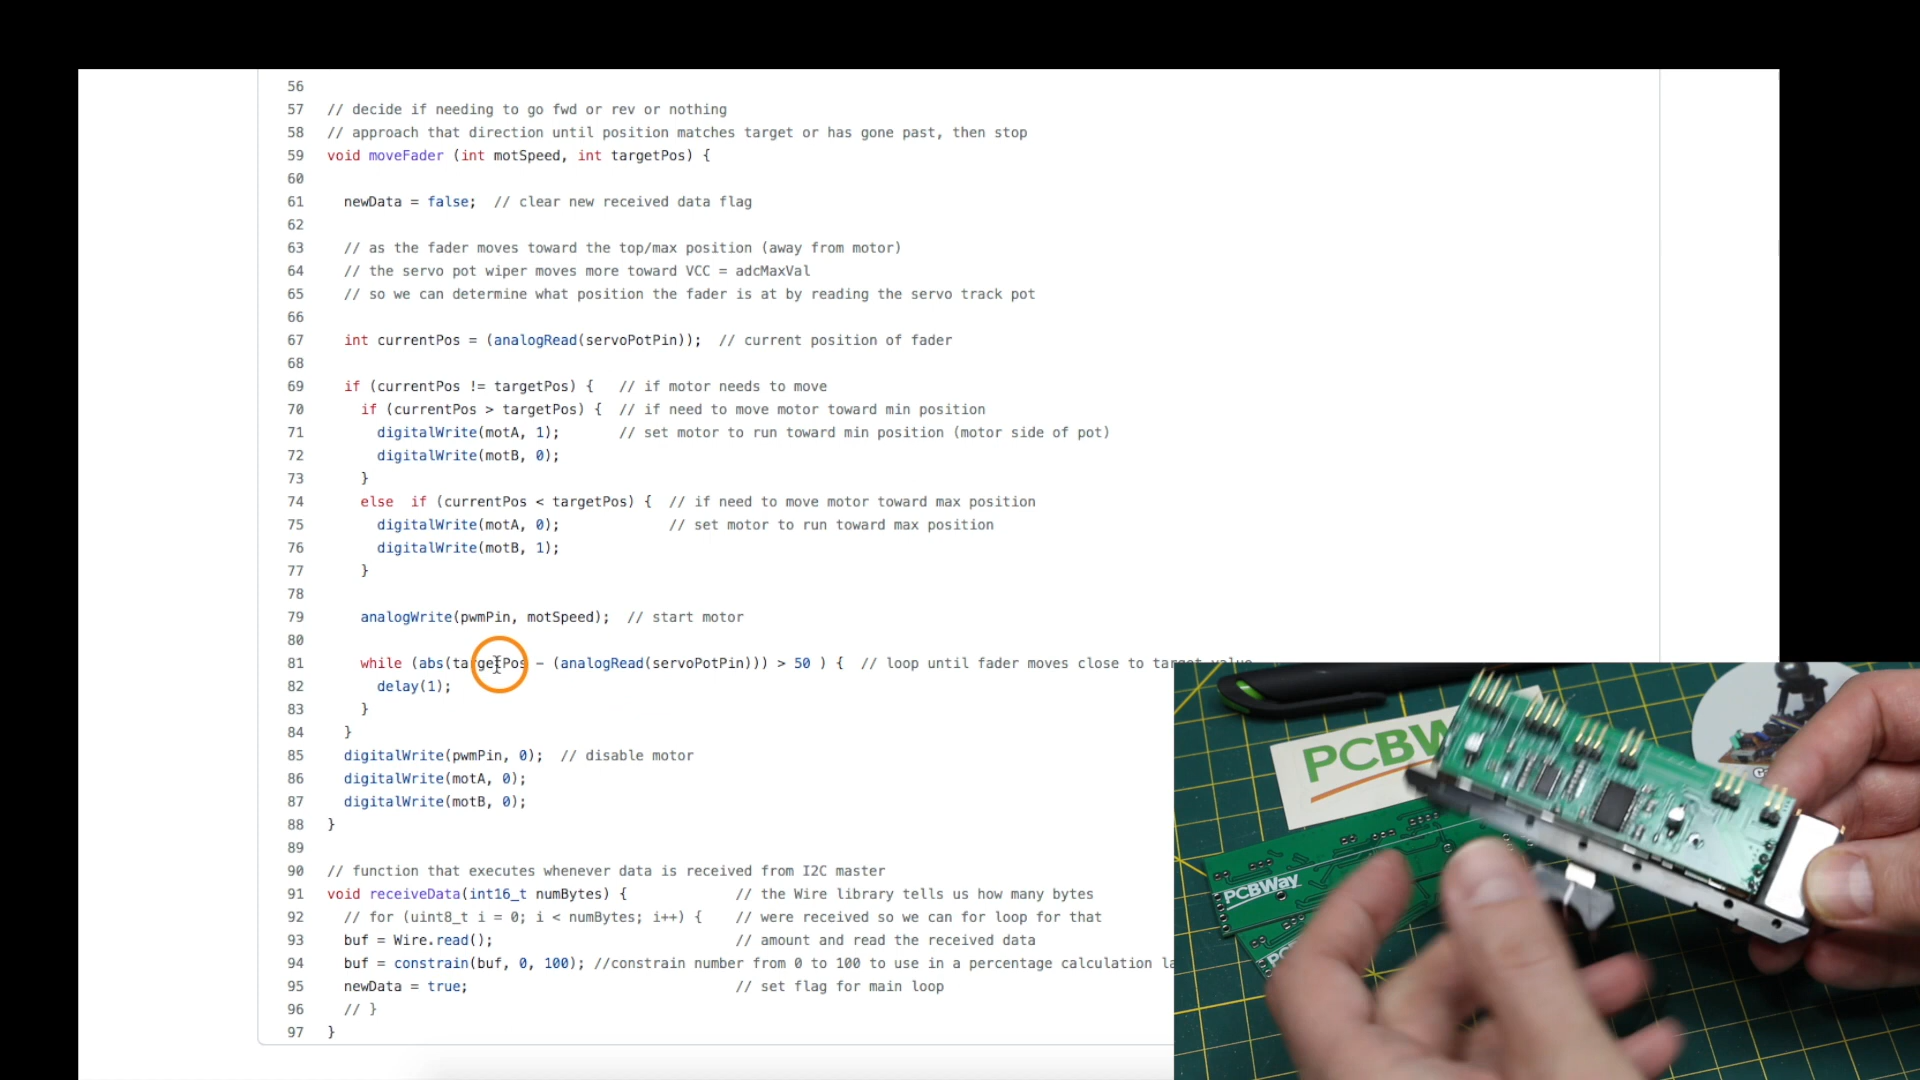 56
57 // decide if needing to go fwd or rev or nothing
58 // approach that direction until position matches target or has gone past, then stop
59 void moveFader (int motSpeed, int targetPos) {
60
61 newData = false; // clear new received data flag
62
63 // as the fader moves toward the top/max position (away from motor)
64 // the servo pot wiper moves more toward VCC = adcMaxVal
65 // so we can determine what position the fader is at by reading the servo track pot
66
67 int currentPos = (analogRead(servoPotPin)); // current position of fader
68
69 if (currentPos != targetPos) { // if motor needs to move
70 if (currentPos > targetPos) { // if need to move motor toward min position
71 digitalWrite(motA, 1); // set motor to run toward min position (motor side of pot)
72 digitalWrite(motB, 0);
73 }
74 else if (currentPos < targetPos) { // if need to move motor toward max position
75 digitalWrite(motA, 0); // set motor to run toward max position
76 digitalWrite(motB, 1);
77 }
78
79 analogWrite(pwmPin, motSpeed); // start motor
80
81 while (abs(targetPos - (analogRead(servoPotPin))) > 50 ) { // loop until fader moves close to target value
82 delay(1);
83 }
84 }
85 digitalWrite(pwmPin, 0); // disable motor
86 digitalWrite(motA, 0);
87 digitalWrite(motB, 0);
88 }
89
90 // function that executes whenever data is received from I2C master
91 void receiveData(int16_t numBytes) { // the Wire library tells us how many bytes
92 // for (uint8_t i = 0; i < numBytes; i++) { // were received so we can for loop for that
93 buf = Wire.read(); // amount and read the received data
94 buf = constrain(buf, 0, 100); //constrain number from 0 to 100 to use in a percentage calculation la
95 newData = true; // set flag for main loop
96 // }
97 }
PCBW
PCBWay
PC